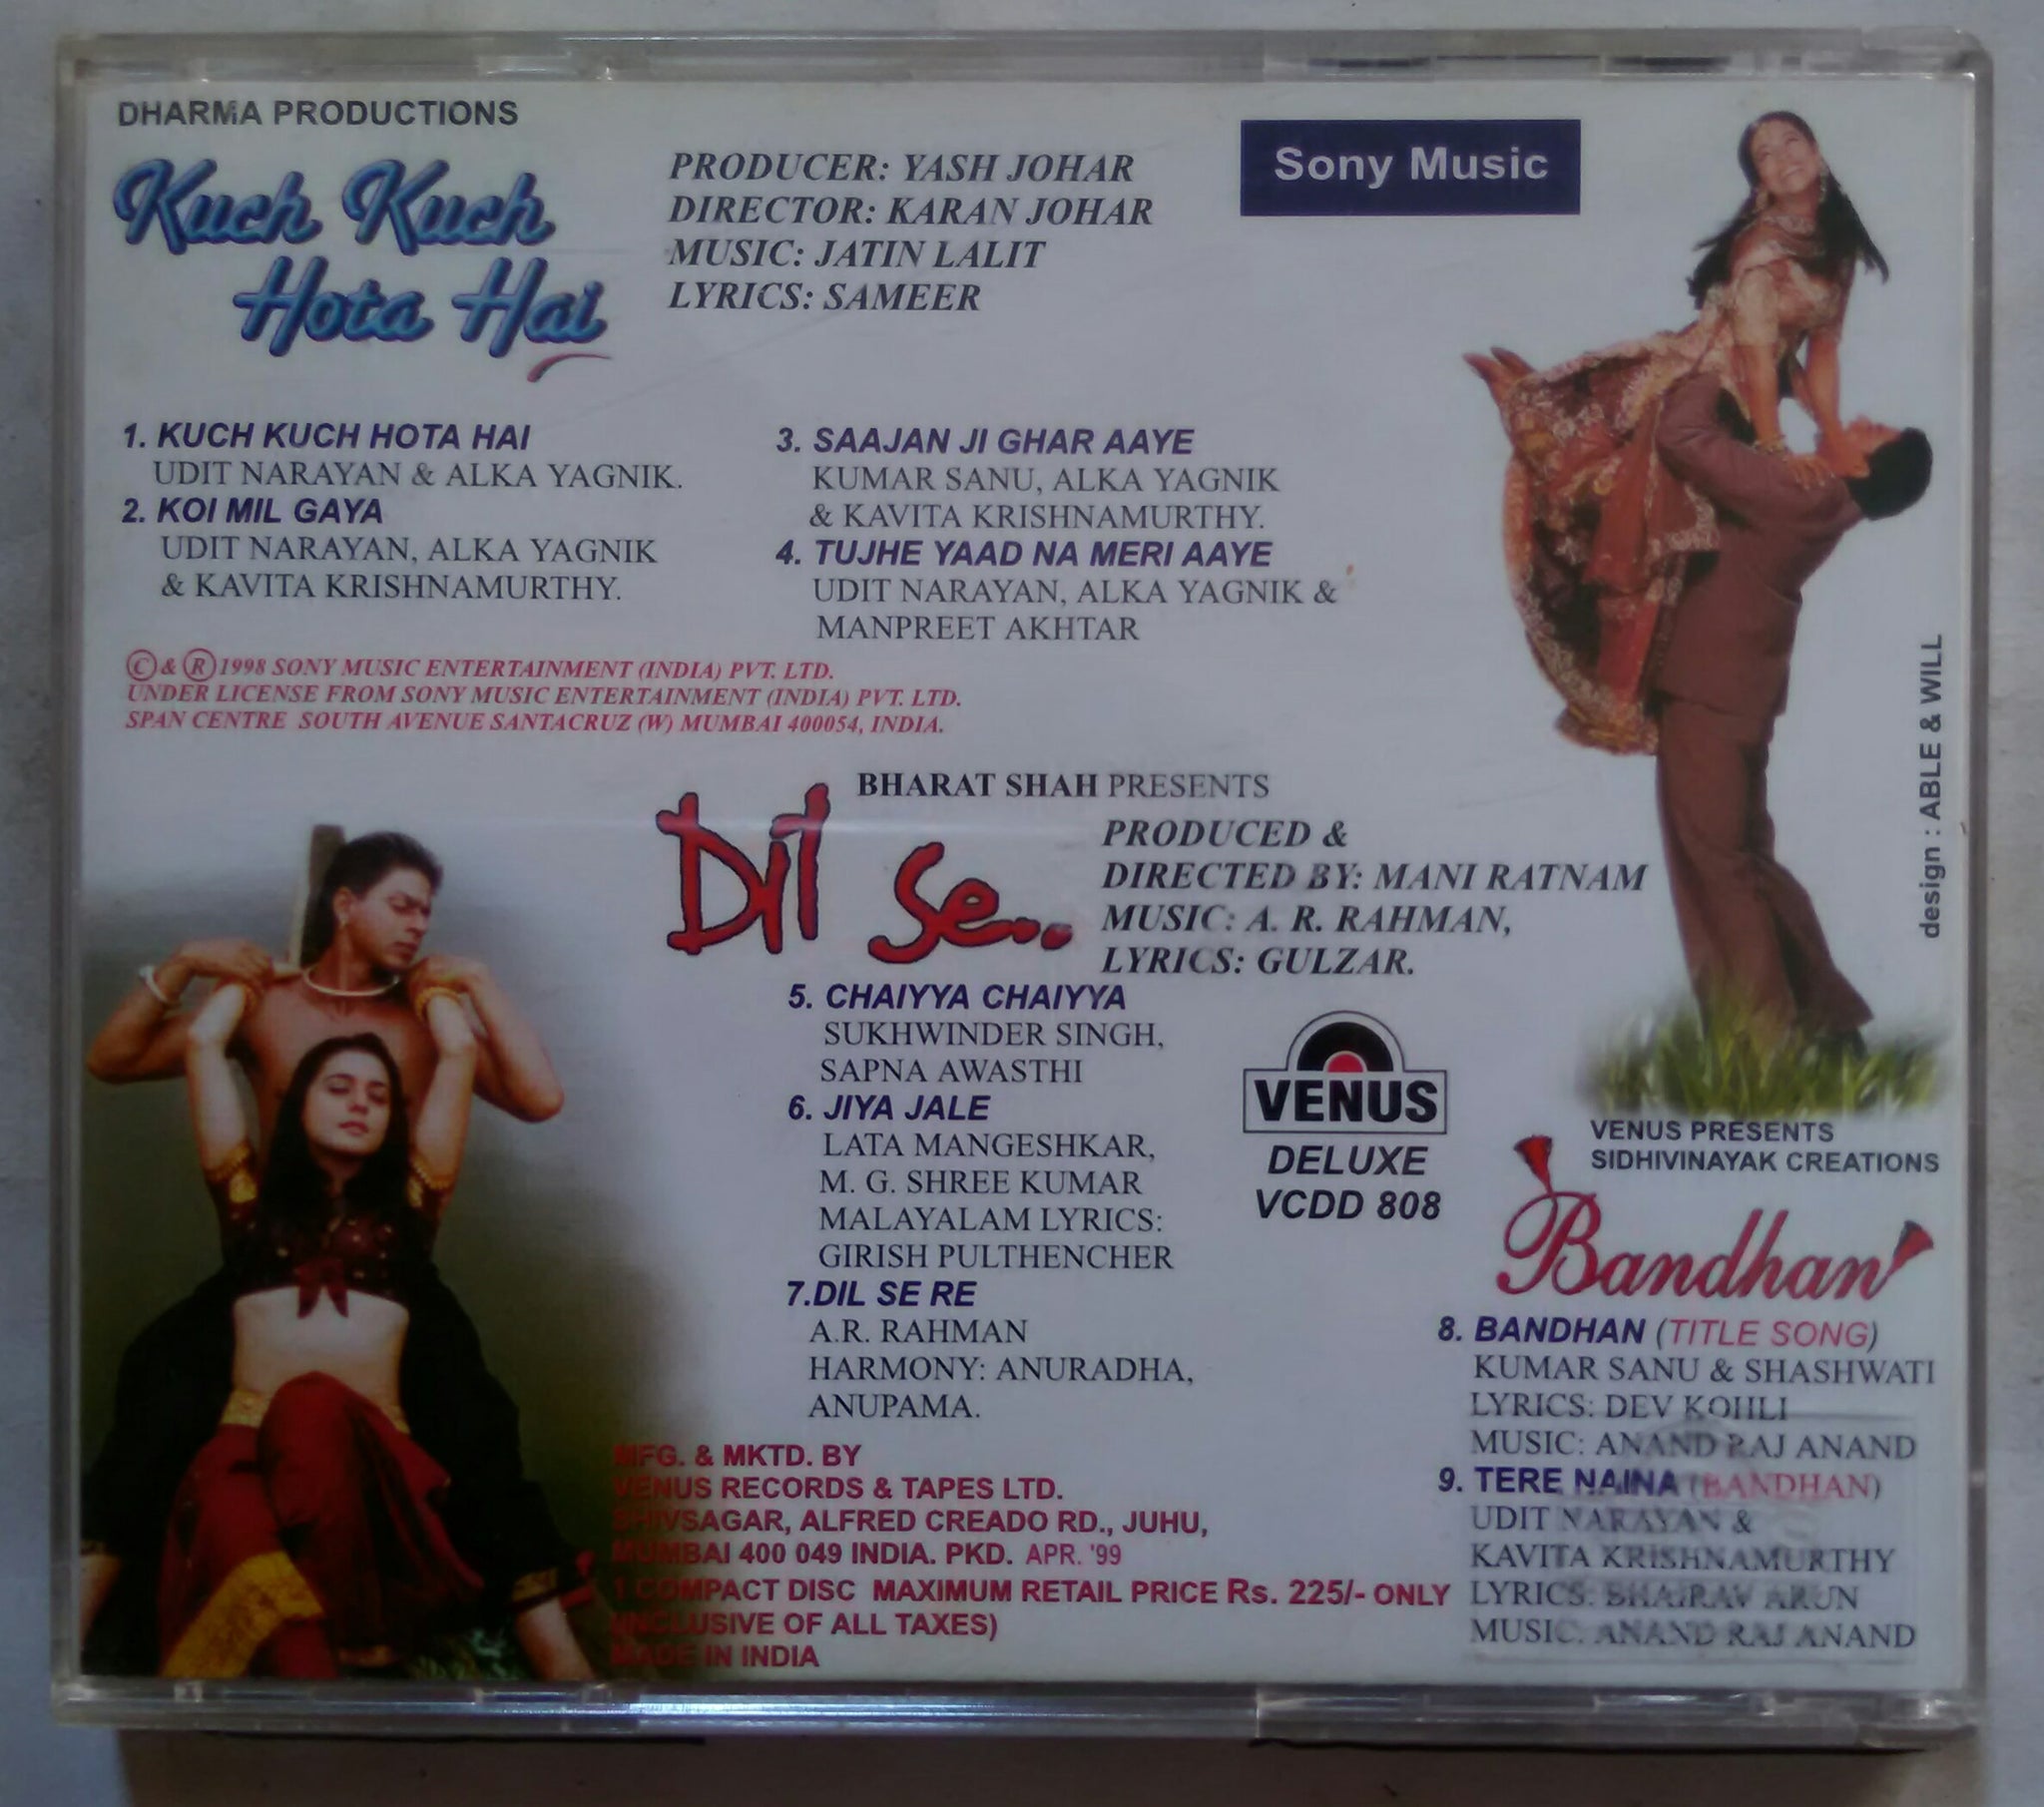 DHARMA PRODUCTIONS
Kuch Kuch
Hota Hai
PRODUCER: YASH JOHAR
DIRECTOR: KARAN JOHAR
MUSIC: JATIN LALIT
LYRICS: SAMEER
Sony Music
1. KUCH KUCH HOTA HAI
UDIT NARAYAN & ALKA YAGNIK.
2. KOI MIL GAYA
UDIT NARAYAN, ALKA YAGNIK
& KAVITA KRISHNAMURTHY.
3. SAAJAN JI GHAR AAYE
KUMAR SANU, ALKA YAGNIK
& KAVITA KRISHNAMURTHY.
4. TUJHE YAAD NA MERI AAYE
UDIT NARAYAN, ALKA YAGNIK &
MANPREET AKHTAR
Ⓒ & Ⓡ 1998 SONY MUSIC ENTERTAINMENT (INDIA) PVT. LTD.
UNDER LICENSE FROM SONY MUSIC ENTERTAINMENT (INDIA) PVT. LTD.
SPAN CENTRE SOUTH AVENUE SANTACRUZ (W) MUMBAI 400054, INDIA.
design : ABLE & WILL
BHARAT SHAH PRESENTS
Dil se..
PRODUCED &
DIRECTED BY: MANI RATNAM
MUSIC: A. R. RAHMAN,
LYRICS: GULZAR.
5. CHAIYYA CHAIYYA
SUKHWINDER SINGH,
SAPNA AWASTHI
6. JIYA JALE
LATA MANGESHKAR,
M. G. SHREE KUMAR
MALAYALAM LYRICS:
GIRISH PULTHENCHER
7.DIL SE RE
A.R. RAHMAN
HARMONY: ANURADHA,
ANUPAMA.
VENUS
DELUXE
VCDD 808
VENUS PRESENTS
SIDHIVINAYAK CREATIONS
Bandhan
8. BANDHAN (TITLE SONG)
KUMAR SANU & SHASHWATI
LYRICS: DEV KOHLI
MUSIC: ANAND RAJ ANAND
9. TERE NAINA (BANDHAN)
UDIT NARAYAN &
KAVITA KRISHNAMURTHY
LYRICS: BHAIRAV ARUN
MUSIC: ANAND RAJ ANAND
MFG. & MKTD. BY
VENUS RECORDS & TAPES LTD.
SHIVSAGAR, ALFRED CREADO RD., JUHU,
MUMBAI 400 049 INDIA. PKD. APR. '99
1 COMPACT DISC MAXIMUM RETAIL PRICE Rs. 225/- ONLY
(INCLUSIVE OF ALL TAXES)
MADE IN INDIA